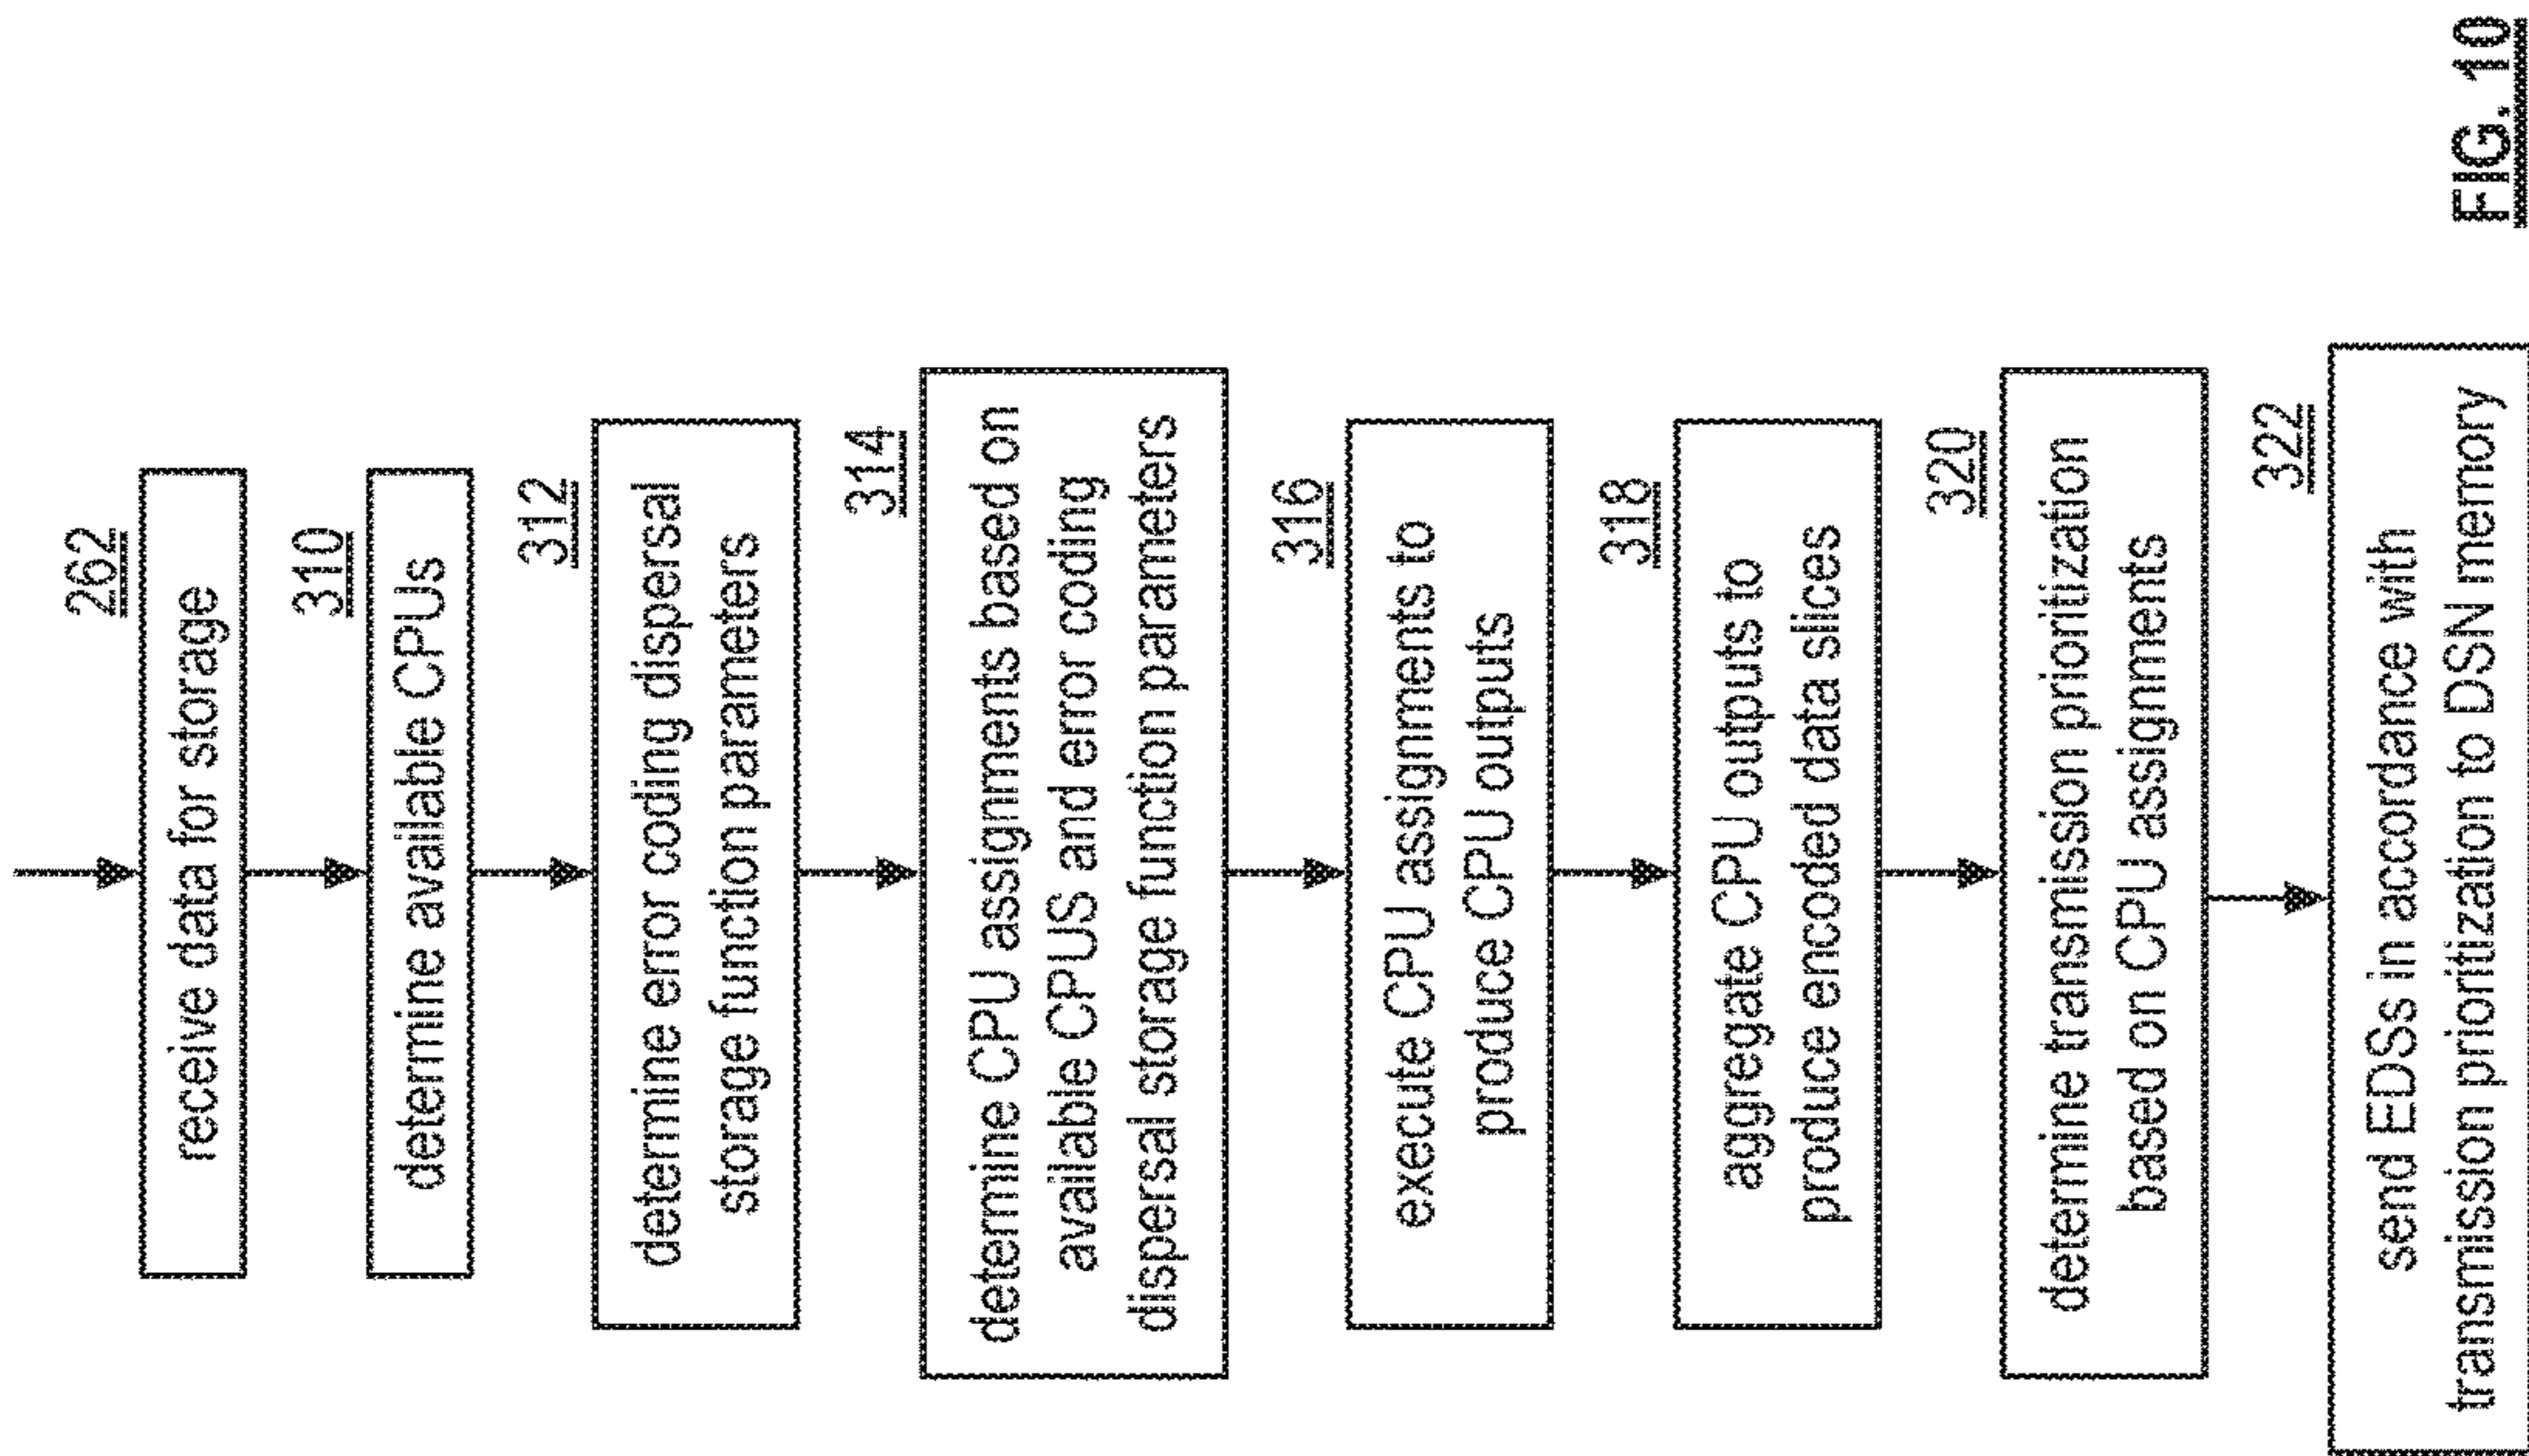 262
receive data for storage
310
determine available CPUs
312
determine error coding dispersal
storage function parameters
314
determine CPU assignments based on
available CPUS and error coding
dispersal storage function parameters
316
execute CPU assignments to
produce CPU outputs
318
aggregate CPU outputs to
produce encoded data slices
320
determine transmission prioritization
based on CPU assignments
322
send EDSs in accordance with
transmission prioritization to DSN memory
FIG. 10